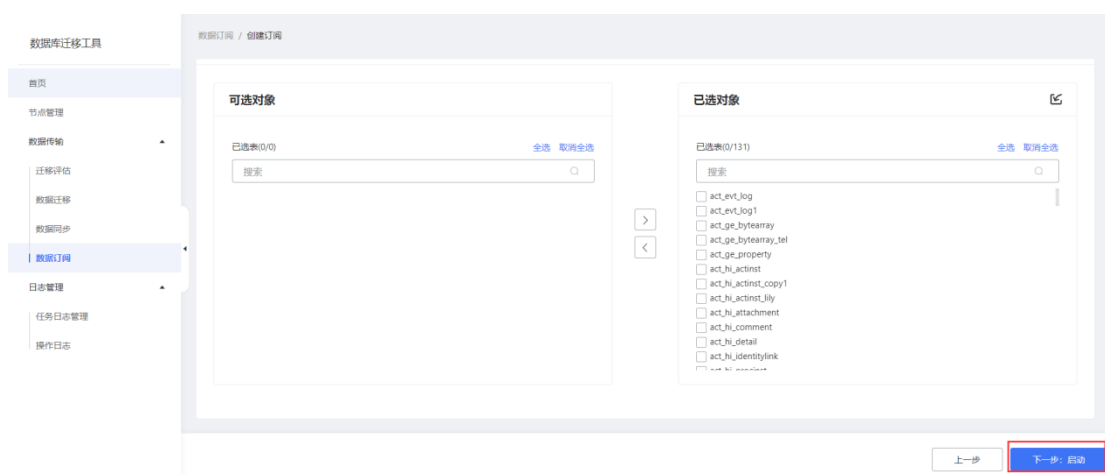 数据库迁移工具
首页
节点管理
数据传输
迁移评估
数据迁移
数据同步
数据订阅
日志管理
任务日志管理
操作日志
数据订阅 / 创建订阅
可选对象
已选表(0/0) 全选 取消全选
搜索
已选对象
已选表(0/131) 全选 取消全选
搜索
act_evt_log
act_evt_log1
act_ge_bytearray
act_ge_bytearray_tel
act_ge_property
act_hi_actinst
act_hi_actinst_copy1
act_hi_actinst_lily
act_hi_attachment
act_hi_comment
act_hi_detail
act_hi_identitylink
act_hi_procinst
上一步
下一步：启动